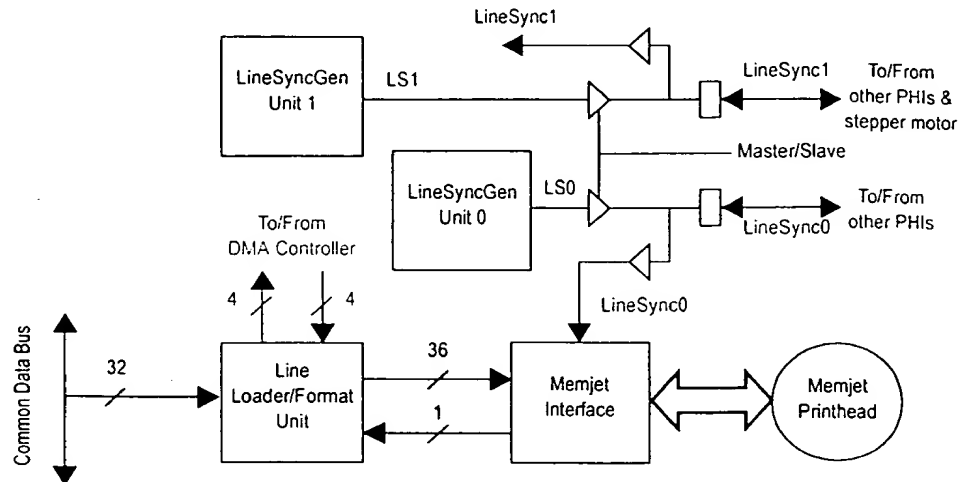 LineSync1
LineSyncGen
Unit 1
LS1
LineSync1
To/From
other PHIs &
stepper motor
Master/Slave
LineSyncGen
Unit 0
LS0
LineSync0
To/From
other PHIs
To/From
DMA Controller
4
4
LineSync0
Common Data Bus
32
Line
Loader/Format
Unit
36
1
Memjet
Interface
Memjet
Printhead